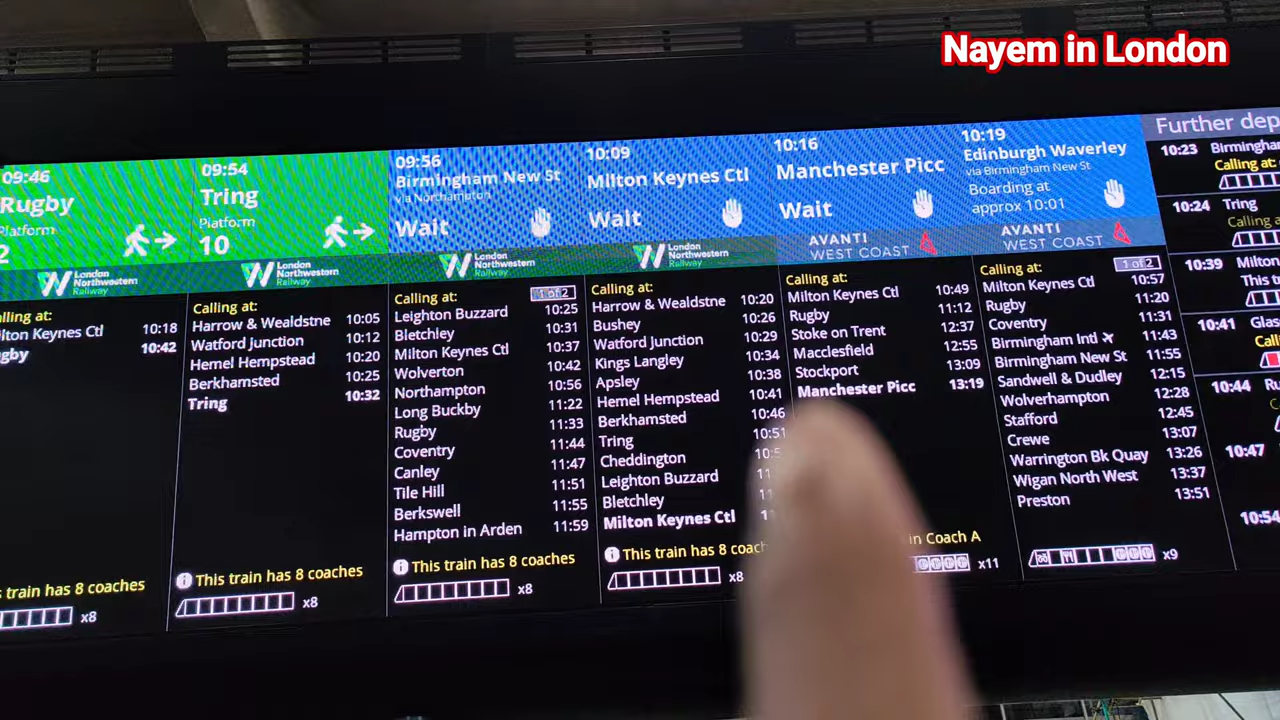 Nayem in London
09:46
Rugby
Platform
2
London
Northwestern
Railway
Calling at:
Milton Keynes Ctl 10:18
Rugby 10:42
This train has 8 coaches
x8
09:54
Tring
Platform
10
London
Northwestern
Railway
Calling at:
Harrow & Wealdstne 10:05
Watford Junction 10:12
Hemel Hempstead 10:20
Berkhamsted 10:25
Tring 10:32
This train has 8 coaches
x8
09:56
Birmingham New St
via Northampton
Wait
London
Northwestern
Railway
Calling at: 1 of 2
Leighton Buzzard 10:25
Bletchley 10:31
Milton Keynes Ctl 10:37
Wolverton 10:42
Northampton 10:56
Long Buckby 11:22
Rugby 11:33
Coventry 11:44
Canley 11:47
Tile Hill 11:51
Berkswell 11:55
Hampton in Arden 11:59
This train has 8 coaches
x8
10:09
Milton Keynes Ctl
Wait
London
Northwestern
Railway
Calling at:
Harrow & Wealdstne 10:20
Bushey 10:26
Watford Junction 10:29
Kings Langley 10:34
Apsley 10:38
Hemel Hempstead 10:41
Berkhamsted 10:46
Tring 10:51
Cheddington
Leighton Buzzard
Bletchley
Milton Keynes Ctl
This train has 8 coach
x8
10:16
Manchester Picc
Wait
AVANTI
WEST COAST
Calling at:
Milton Keynes Ctl 10:49
Rugby 11:12
Stoke on Trent 12:37
Macclesfield 12:55
Stockport 13:09
Manchester Picc 13:19
in Coach A
x11
10:19
Edinburgh Waverley
via Birmingham New St
Boarding at
approx 10:01
AVANTI
WEST COAST
Calling at: 1 of 2
Milton Keynes Ctl 10:57
Rugby 11:20
Coventry 11:31
Birmingham Intl 11:43
Birmingham New St 11:55
Sandwell & Dudley 12:15
Wolverhampton 12:28
Stafford 12:45
Crewe 13:07
Warrington Bk Quay 13:26
Wigan North West 13:37
Preston 13:51
x9
Further dep
10:23 Birmingha
Calling at:
10:24 Tring
Calling a
10:39 Milton
This t
10:41 Glas
Calli
10:44 Ru
10:47
10:54